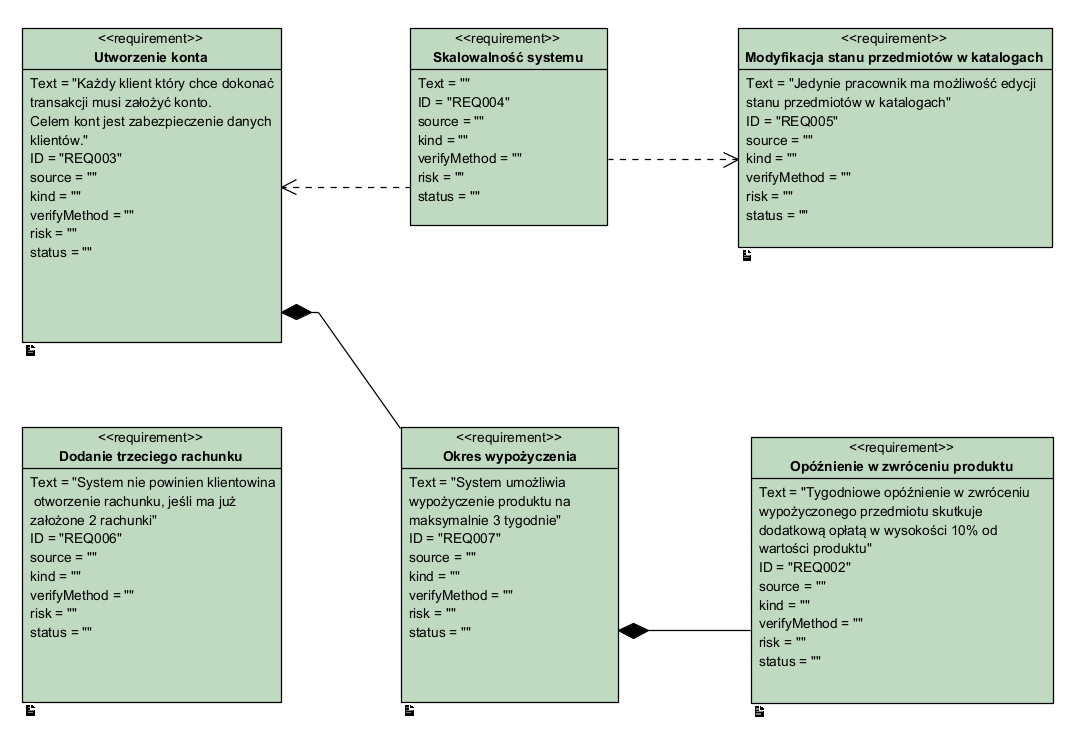 <<requirement>>
Utworzenie konta
Text = "Każdy klient który chce dokonać
transakcji musi założyć konto.
Celem kont jest zabezpieczenie danych
klientów."
ID = "REQ003"
source = ""
kind = ""
verifyMethod = ""
risk = ""
status = ""
<<requirement>>
Skalowalność systemu
Text = ""
ID = "REQ004"
source = ""
kind = ""
verifyMethod = ""
risk = ""
status = ""
<<requirement>>
Modyfikacja stanu przedmiotów w katalogach
Text = "Jedynie pracownik ma możliwość edycji
stanu przedmiotów w katalogach"
ID = "REQ005"
source = ""
kind = ""
verifyMethod = ""
risk = ""
status = ""
<<requirement>>
Dodanie trzeciego rachunku
Text = "System nie powinien klientowina
otworzenie rachunku, jeśli ma już
założone 2 rachunki"
ID = "REQ006"
source = ""
kind = ""
verifyMethod = ""
risk = ""
status = ""
<<requirement>>
Okres wypożyczenia
Text = "System umożliwia
wypożyczenie produktu na
maksymalnie 3 tygodnie"
ID = "REQ007"
source = ""
kind = ""
verifyMethod = ""
risk = ""
status = ""
<<requirement>>
Opóźnienie w zwróceniu produktu
Text = "Tygodniowe opóźnienie w zwróceniu
wypożyczonego przedmiotu skutkuje
dodatkową opłatą w wysokości 10% od
wartości produktu"
ID = "REQ002"
source = ""
kind = ""
verifyMethod = ""
risk = ""
status = ""